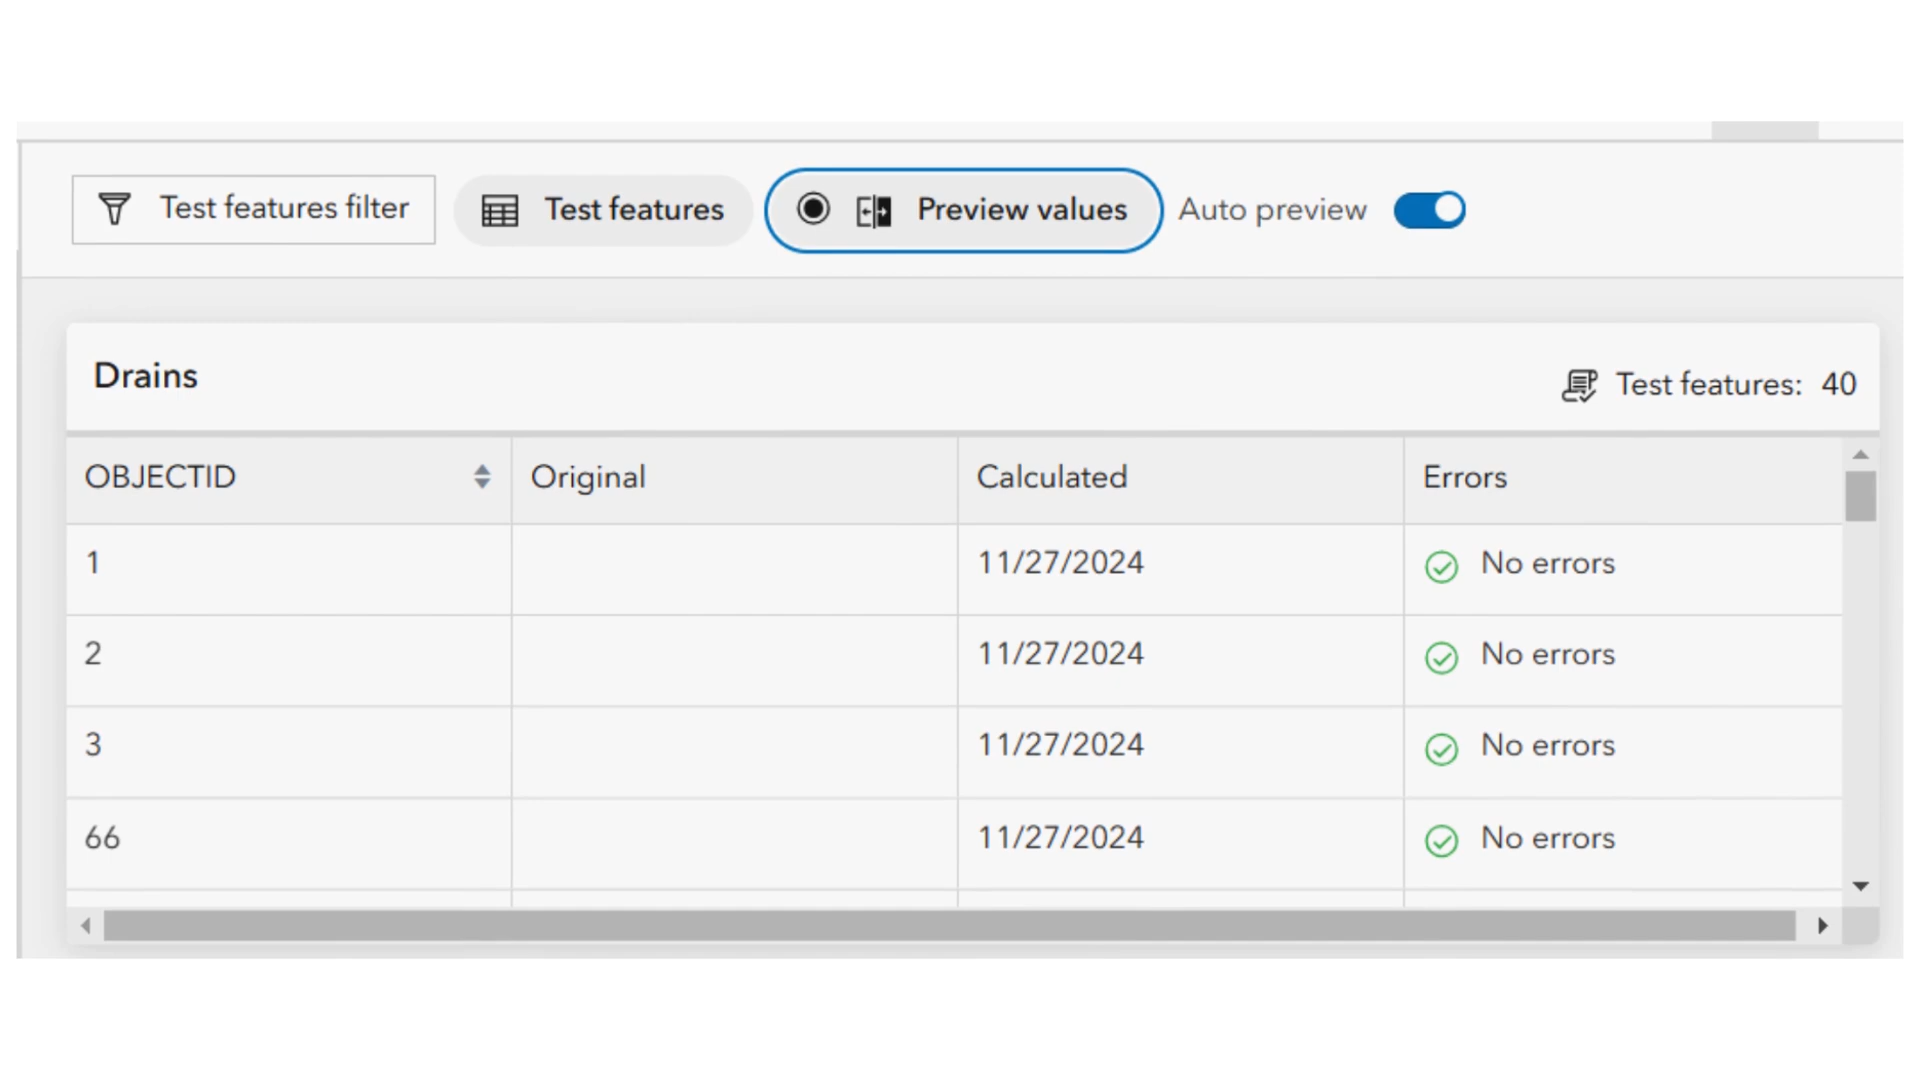 Test features filter Test features Preview values Auto preview
Drains
Test features: 40
OBJECTID Original Calculated Errors
1 11/27/2024 No errors
2 11/27/2024 No errors
3 11/27/2024 No errors
66 11/27/2024 No errors